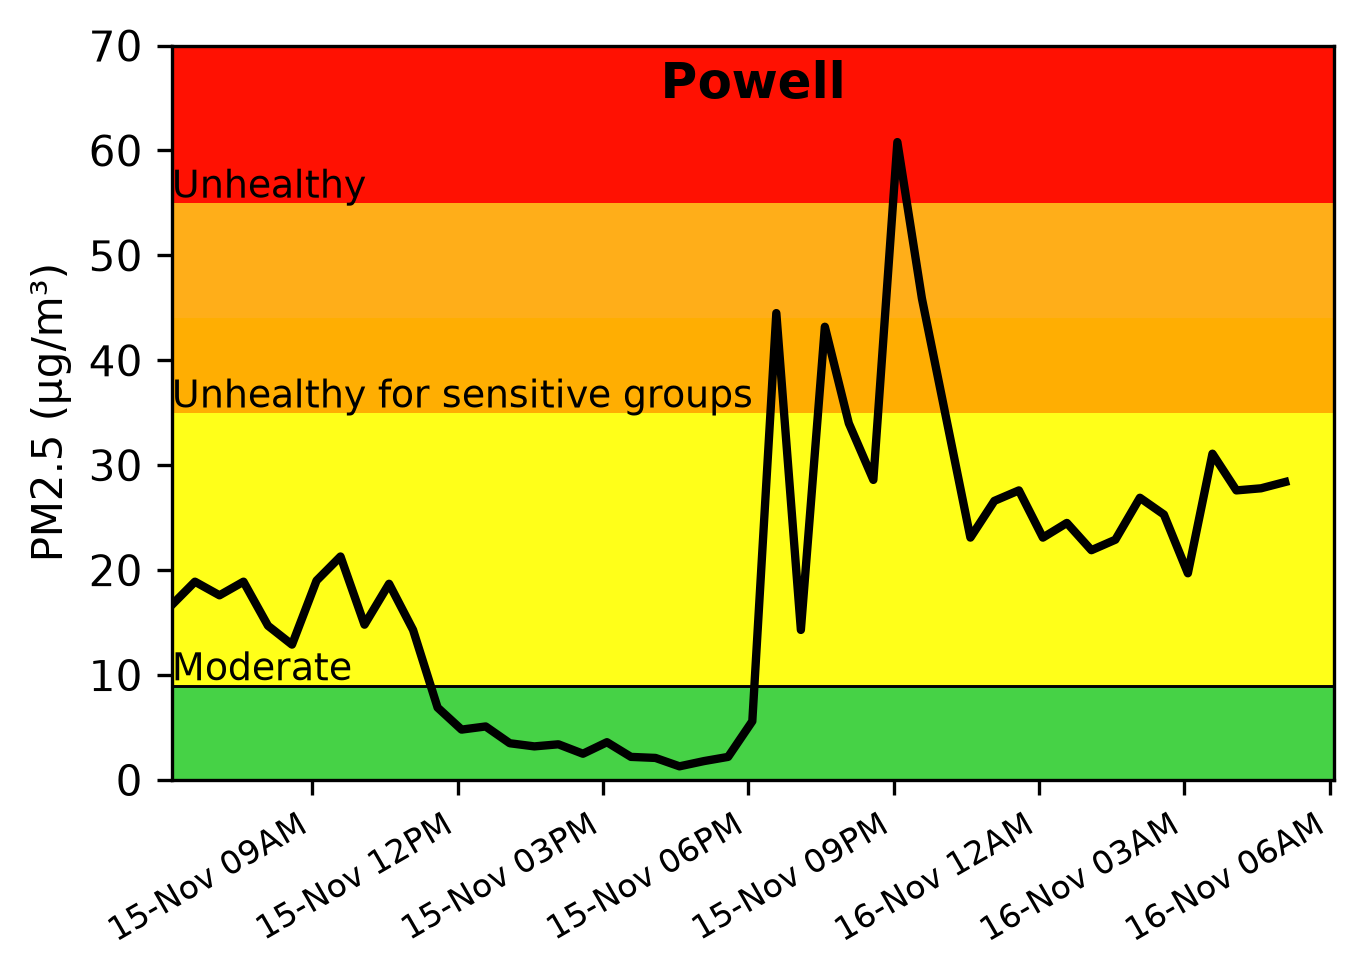 Powell
70
60
50
40
30
20
10
0
PM2.5 (µg/m³)
Unhealthy
Unhealthy for sensitive groups
Moderate
15-Nov 09AM
15-Nov 12PM
15-Nov 03PM
15-Nov 06PM
15-Nov 09PM
16-Nov 12AM
16-Nov 03AM
16-Nov 06AM